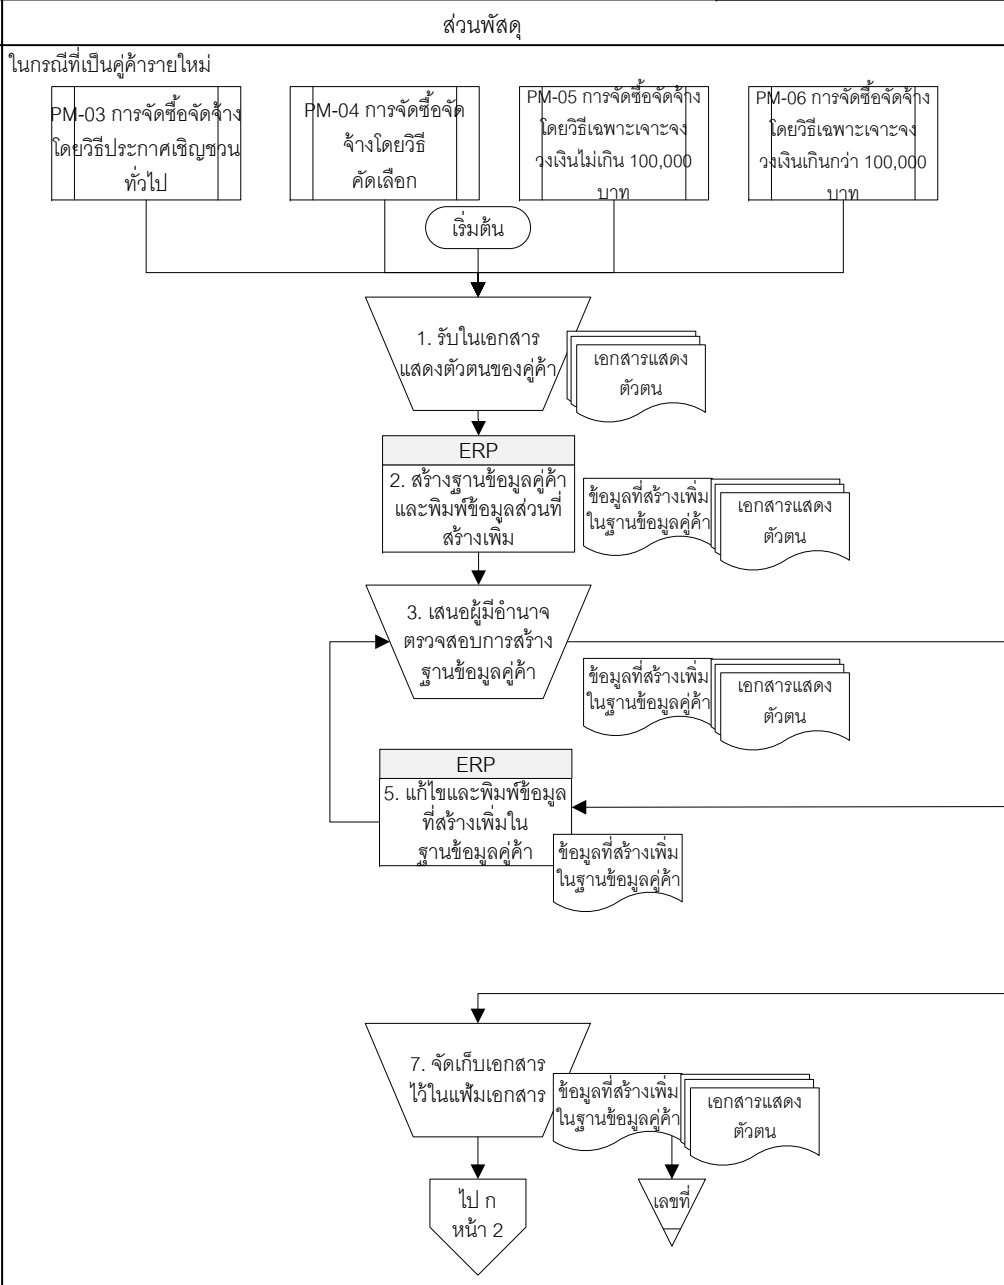 ส่วนพัสดุ
ในกรณีที่เป็นคู่ค้ารายใหม่
PM-03 การจัดซื้อจัดจ้าง
โดยวิธีประกาศเชิญชวน
ทั่วไป
PM-04 การจัดซื้อจัด
จ้างโดยวิธี
คัดเลือก
PM-05 การจัดซื้อจัดจ้าง
โดยวิธีเฉพาะเจาะจง
วงเงินไม่เกิน 100,000
บาท
PM-06 การจัดซื้อจัดจ้าง
โดยวิธีเฉพาะเจาะจง
วงเงินเกินกว่า 100,000
บาท
เริ่มต้น
1. รับในเอกสาร
แสดงตัวตนของคู่ค้า
เอกสารแสดง
ตัวตน
ERP
2. สร้างฐานข้อมูลคู่ค้า
และพิมพ์ข้อมูลส่วนที่
สร้างเพิ่ม
ข้อมูลที่สร้างเพิ่ม
ในฐานข้อมูลคู่ค้า
เอกสารแสดง
ตัวตน
3. เสนอผู้มีอำนาจ
ตรวจสอบการสร้าง
ฐานข้อมูลคู่ค้า
ข้อมูลที่สร้างเพิ่ม
ในฐานข้อมูลคู่ค้า
เอกสารแสดง
ตัวตน
ERP
5. แก้ไขและพิมพ์ข้อมูล
ที่สร้างเพิ่มใน
ฐานข้อมูลคู่ค้า
ข้อมูลที่สร้างเพิ่ม
ในฐานข้อมูลคู่ค้า
7. จัดเก็บเอกสาร
ไว้ในแฟ้มเอกสาร
ข้อมูลที่สร้างเพิ่ม
ในฐานข้อมูลคู่ค้า
เอกสารแสดง
ตัวตน
ไป ก
หน้า 2
เลขที่